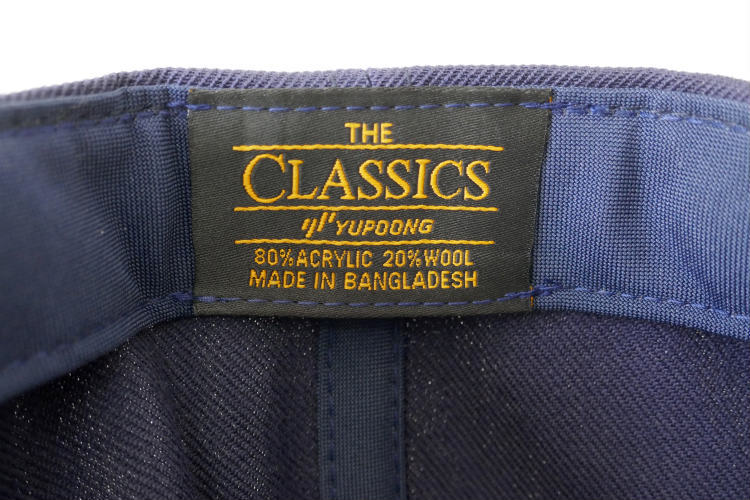 THE
CLASSICS
YUPOONG
80% ACRYLIC 20% WOOL
MADE IN BANGLADESH